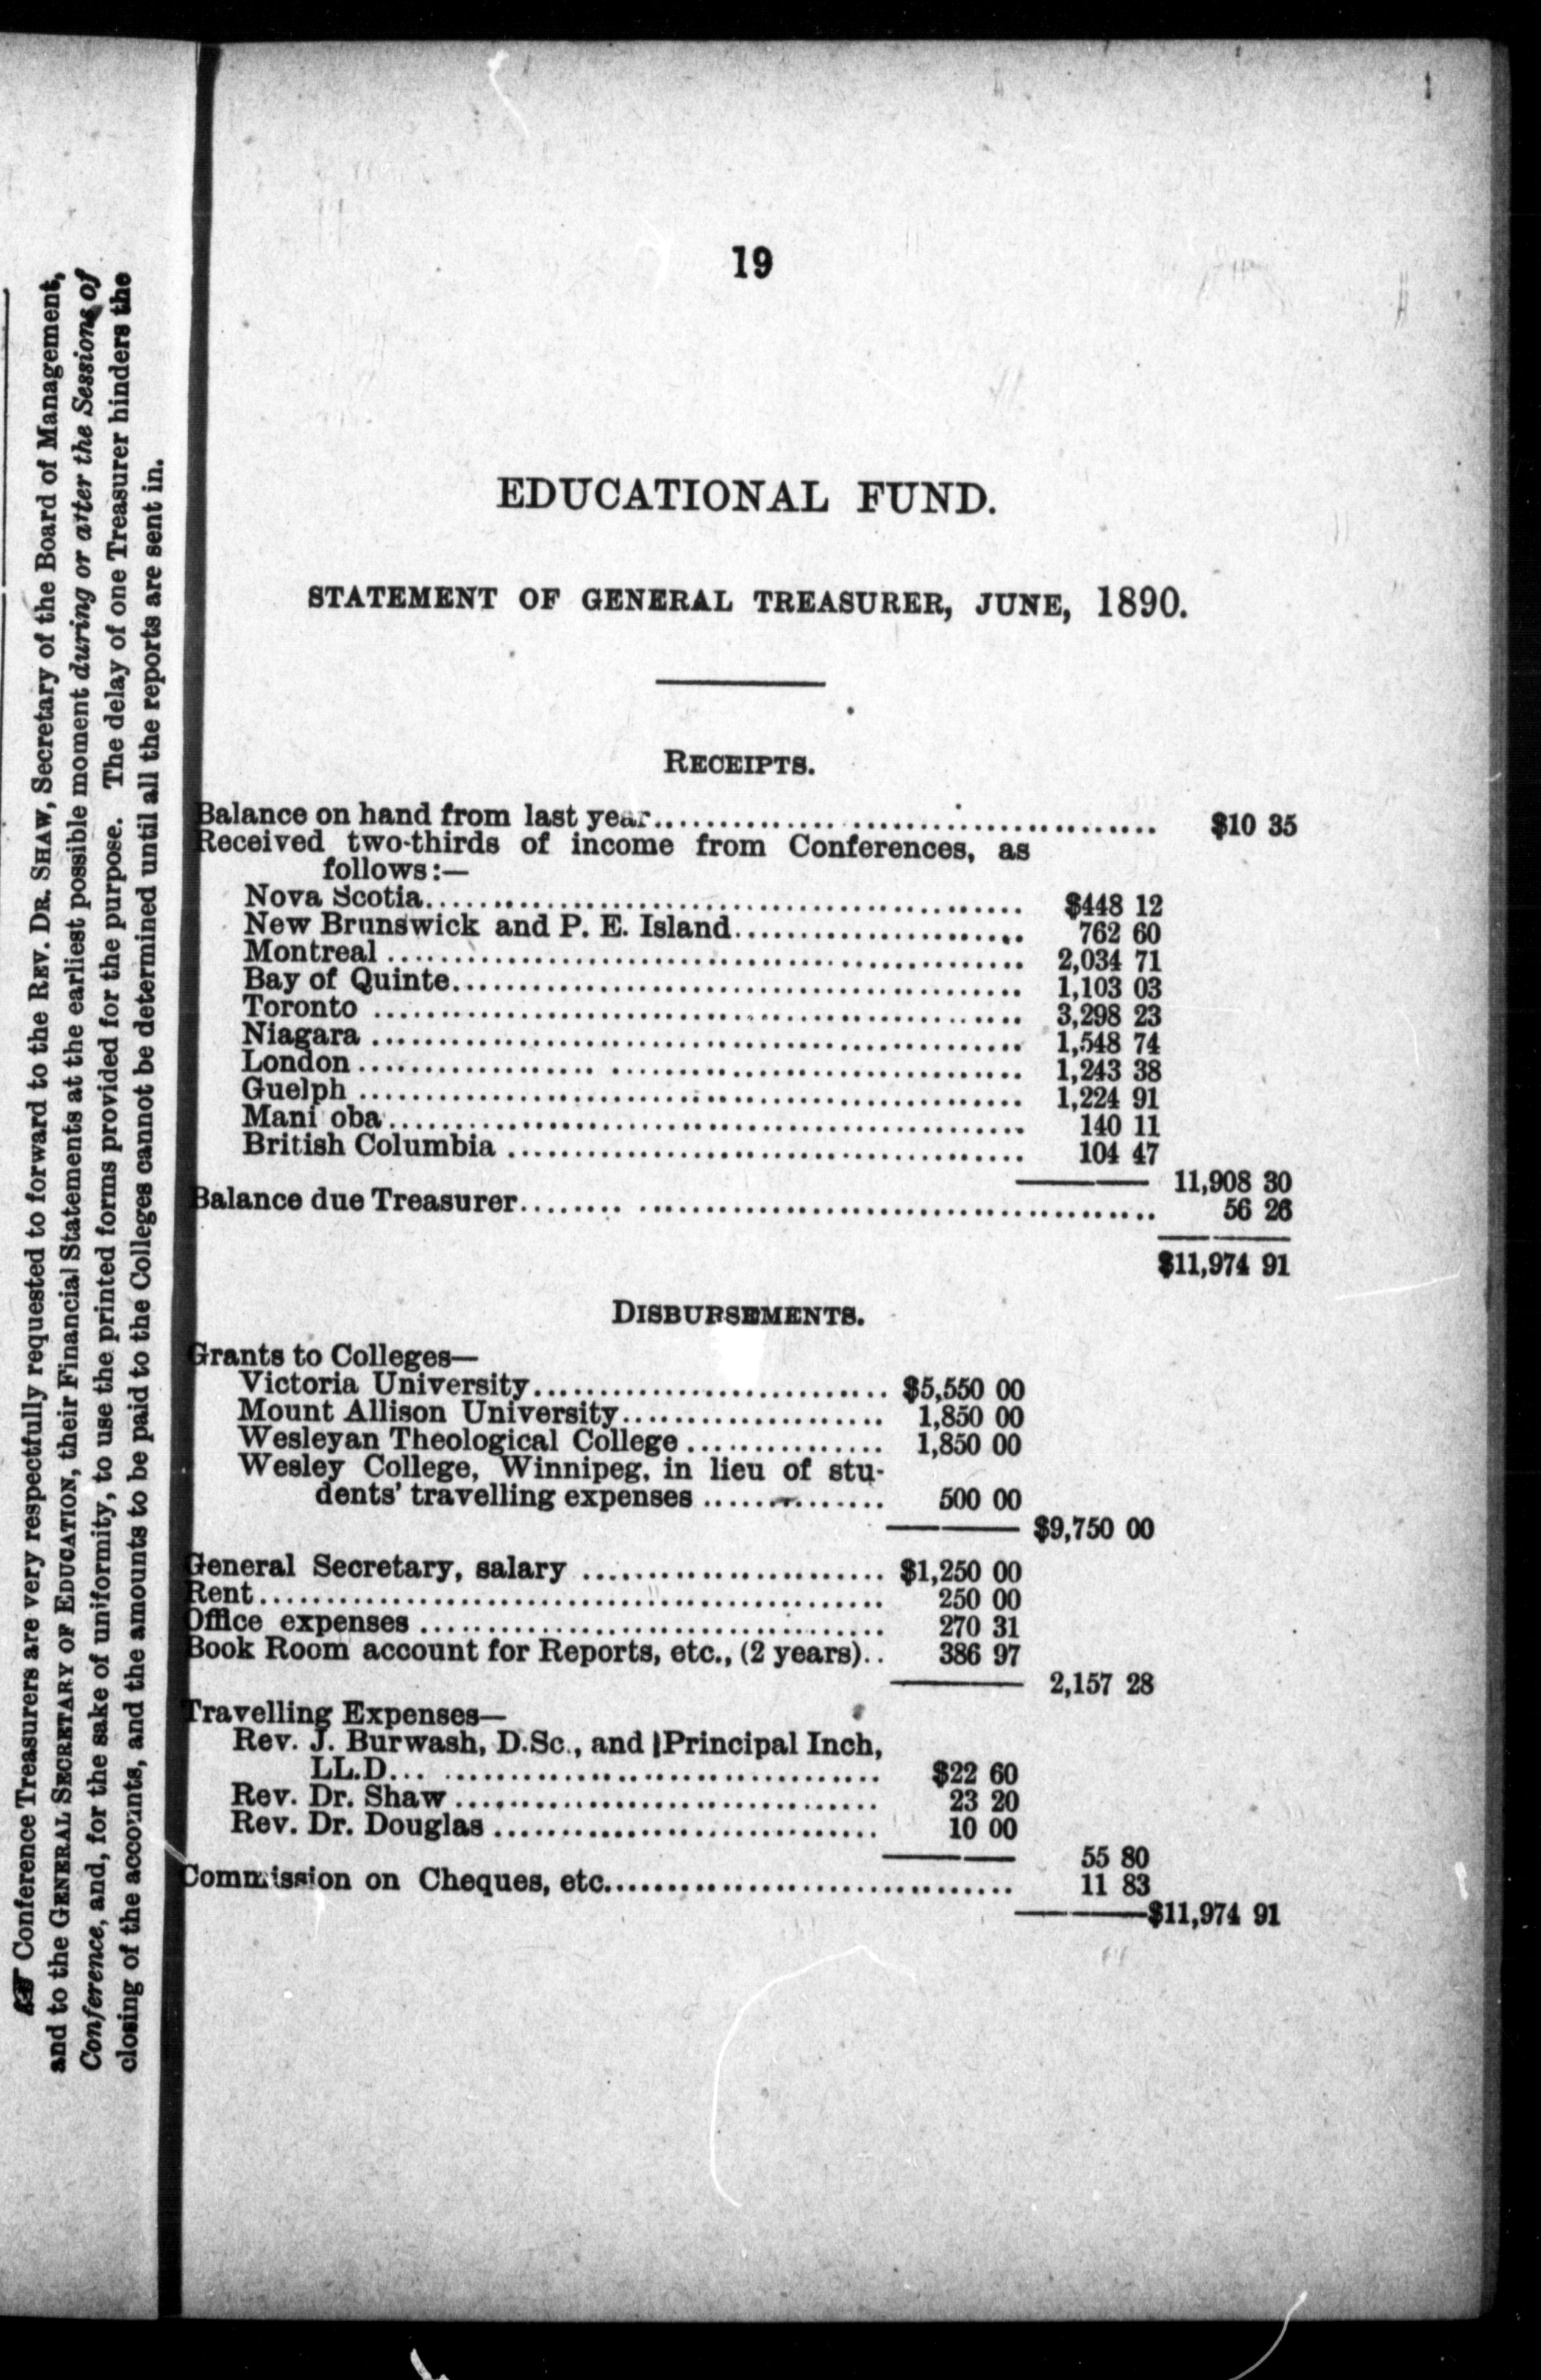 ☞ Conference Treasurers are very respectfully requested to forward to the REV. DR. SHAW, Secretary of the Board of Management,
and to the GENERAL SECRETARY OF EDUCATION, their Financial Statements at the earliest possible moment during or atter the Sessions of
Conference, and, for the sake of uniformity, to use the printed forms provided for the purpose. The delay of one Treasurer hinders the
closing of the accounts, and the amounts to be paid to the Colleges cannot be determined until all the reports are sent in.
19
EDUCATIONAL FUND.
STATEMENT OF GENERAL TREASURER, JUNE, 1890.
RECEIPTS.
Balance on hand from last year........................................ $10 35
Received two-thirds of income from Conferences, as
follows:—
Nova Scotia............................................. $448 12
New Brunswick and P. E. Island...................... 762 60
Montreal ................................................ 2,034 71
Bay of Quinte........................................... 1,103 03
Toronto ................................................. 3,298 23
Niagara ................................................. 1,548 74
London.................. ............................... 1,243 38
Guelph .................................................. 1,224 91
Mani oba................................................ 140 11
British Columbia ....................................... 104 47
11,908 30
Balance due Treasurer........ ....................................... 56 26
$11,974 91
DISBURSEMENTS.
Grants to Colleges—
Victoria University........................... $5,550 00
Mount Allison University.................... 1,850 00
Wesleyan Theological College ............... 1,850 00
Wesley College, Winnipeg, in lieu of stu-
dents' travelling expenses .............. 500 00
$9,750 00
General Secretary, salary ....................... $1,250 00
Rent............................................... 250 00
Office expenses ................................... 270 31
Book Room account for Reports, etc., (2 years).. 386 97
2,157 28
Travelling Expenses—
Rev. J. Burwash, D.Sc., and Principal Inch,
LL.D... ................................. $22 60
Rev. Dr. Shaw ................................ 23 20
Rev. Dr. Douglas ............................. 10 00
55 80
Commission on Cheques, etc............................... 11 83
$11,974 91